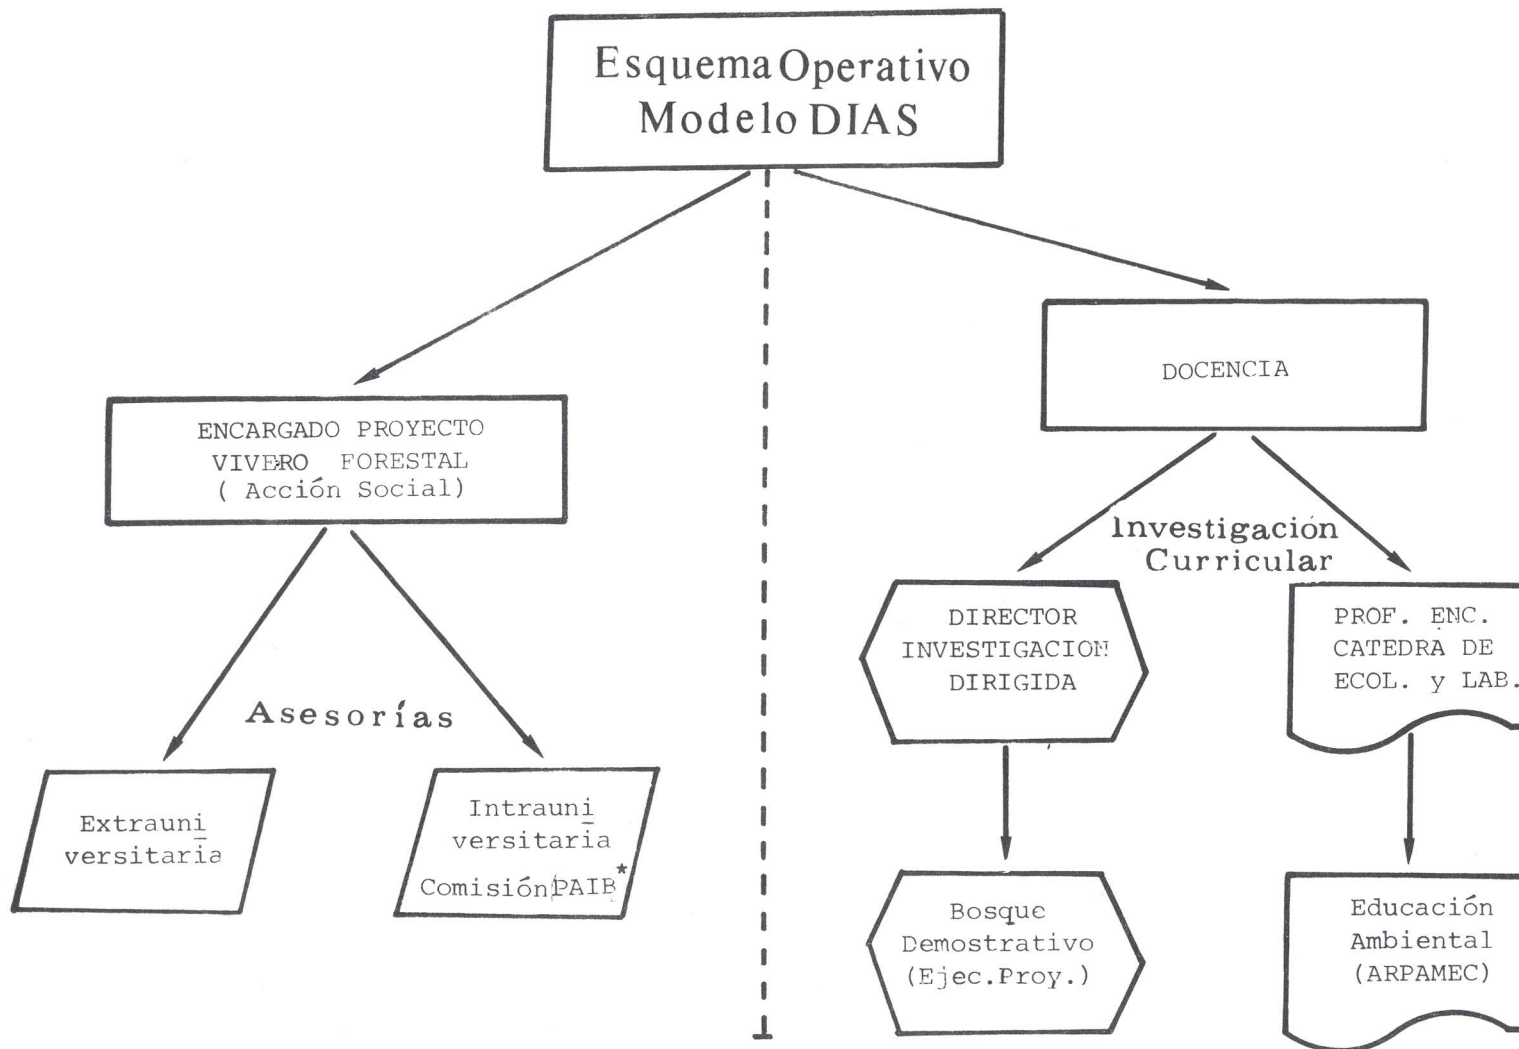 Esquema Operativo
Modelo DIAS
ENCARGADO PROYECTO
VIVERO FORESTAL
( Acción Social)
Asesorías
Extrauni
versitaria
Intrauni
versitaria
Comisión PAIB*
DOCENCIA
Investigación
Curricular
DIRECTOR
INVESTIGACION
DIRIGIDA
PROF. ENC.
CATEDRA DE
ECOL. y LAB.
Bosque
Demostrativo
(Ejec.Proy.)
Educación
Ambiental
(ARPAMEC)